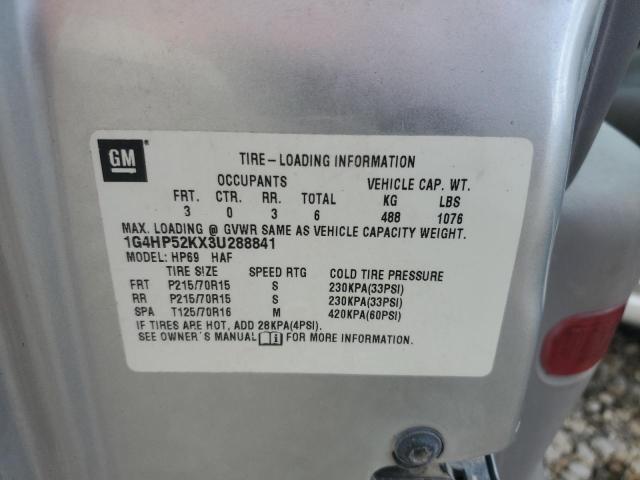 GM
TIRE-LOADING INFORMATION
OCCUPANTS VEHICLE CAP. WT.
FRT. CTR. RR. TOTAL KG LBS
3 0 3 6 488 1076
MAX. LOADING @ GVWR SAME AS VEHICLE CAPACITY WEIGHT.
1G4HP52KX3U288841
MODEL: HP69 HAF
TIRE SIZE SPEED RTG COLD TIRE PRESSURE
FRT P215/70R15 S 230KPA(33PSI)
RR P215/70R15 S 230KPA(33PSI)
SPA T125/70R16 M 420KPA(60PSI)
IF TIRES ARE HOT, ADD 28KPA(4PSI).
SEE OWNER'S MANUAL i FOR MORE INFORMATION.